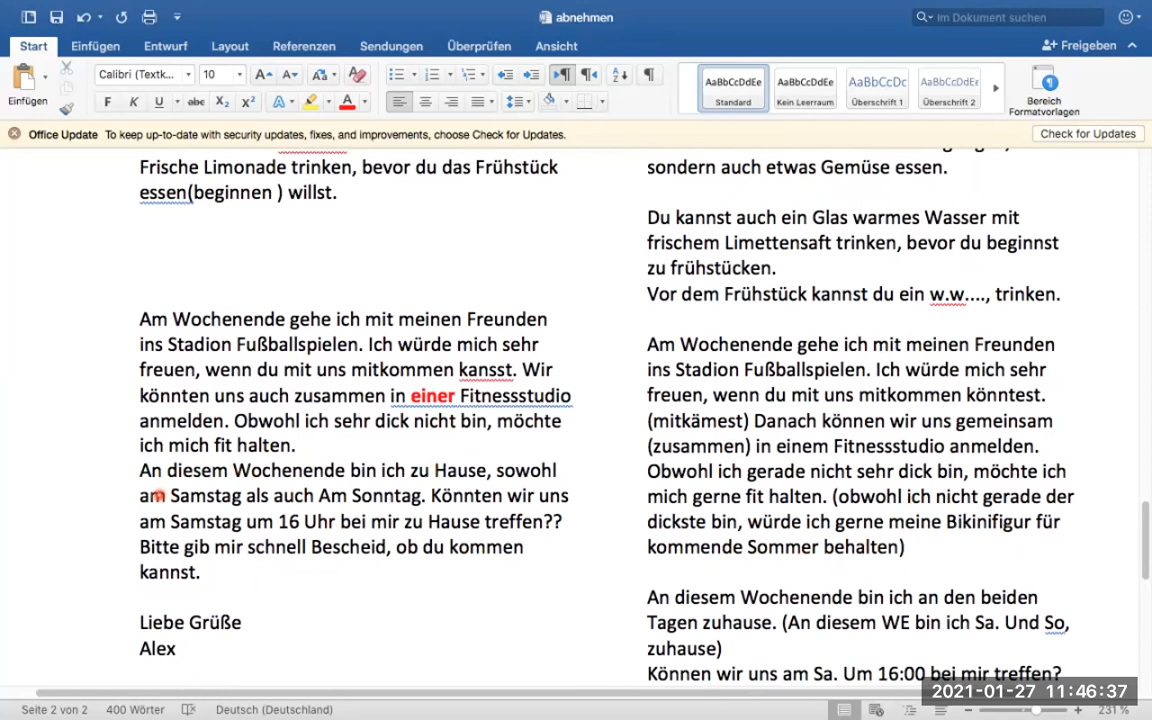 abnehmen
Im Dokument suchen
Start Einfügen Entwurf Layout Referenzen Sendungen Überprüfen Ansicht
Freigeben
Calibri (Textk... 10
AaBbCcDdEe AaBbCcDdEe AaBbCcDc AaBbCcDdEe
Einfügen
Standard Kein Leerraum Überschrift 1 Überschrift 2
Bereich
Formatvorlagen
Office Update To keep up-to-date with security updates, fixes, and improvements, choose Check for Updates. Check for Updates
Frische Limonade trinken, bevor du das Frühstück
essen(beginnen ) willst.
Am Wochenende gehe ich mit meinen Freunden
ins Stadion Fußballspielen. Ich würde mich sehr
freuen, wenn du mit uns mitkommen kansst. Wir
könnten uns auch zusammen in einer Fitnessstudio
anmelden. Obwohl ich sehr dick nicht bin, möchte
ich mich fit halten.
An diesem Wochenende bin ich zu Hause, sowohl
am Samstag als auch Am Sonntag. Könnten wir uns
am Samstag um 16 Uhr bei mir zu Hause treffen??
Bitte gib mir schnell Bescheid, ob du kommen
kannst.
Liebe Grüße
Alex
sondern auch etwas Gemüse essen.
Du kannst auch ein Glas warmes Wasser mit
frischem Limettensaft trinken, bevor du beginnst
zu frühstücken.
Vor dem Frühstück kannst du ein w.w...., trinken.
Am Wochenende gehe ich mit meinen Freunden
ins Stadion Fußballspielen. Ich würde mich sehr
freuen, wenn du mit uns mitkommen könntest.
(mitkämest) Danach können wir uns gemeinsam
(zusammen) in einem Fitnessstudio anmelden.
Obwohl ich gerade nicht sehr dick bin, möchte ich
mich gerne fit halten. (obwohl ich nicht gerade der
dickste bin, würde ich gerne meine Bikinifigur für
kommende Sommer behalten)
An diesem Wochenende bin ich an den beiden
Tagen zuhause. (An diesem WE bin ich Sa. Und So,
zuhause)
Können wir uns am Sa. Um 16:00 bei mir treffen?
2021-01-27 11:46:37
Seite 2 von 2 400 Wörter Deutsch (Deutschland) 231 %